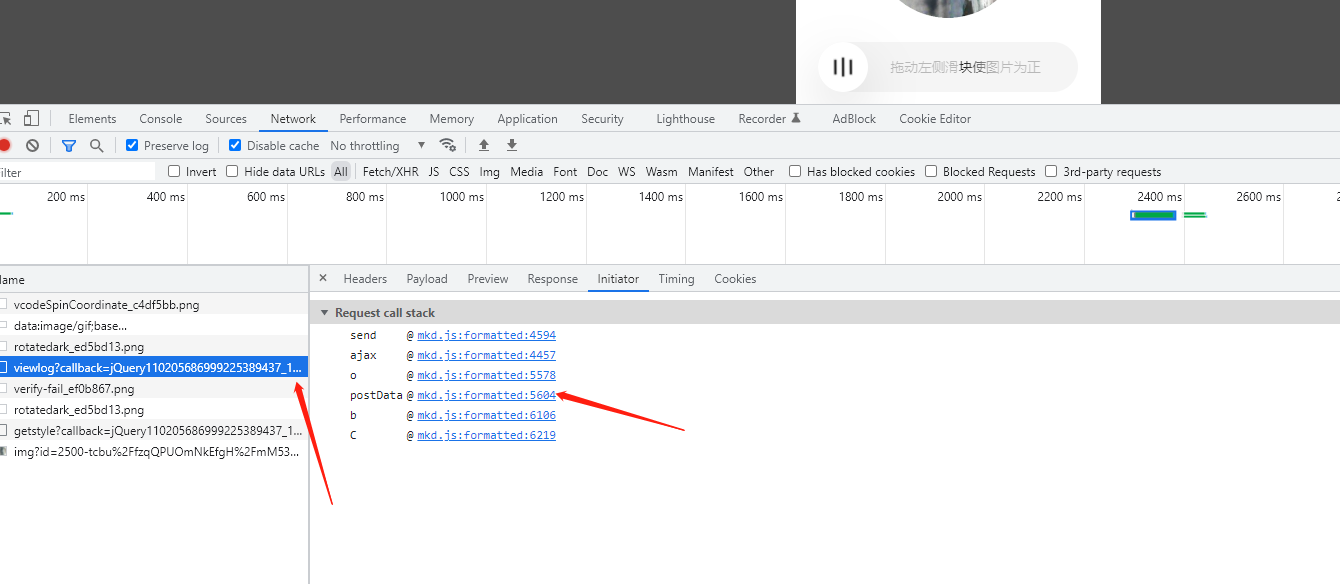 拖动左侧滑块使图片为正
Elements Console Sources Network Performance Memory Application Security Lighthouse Recorder AdBlock Cookie Editor
Preserve log Disable cache No throttling
ilter Invert Hide data URLs All Fetch/XHR JS CSS Img Media Font Doc WS Wasm Manifest Other Has blocked cookies Blocked Requests 3rd-party requests
200 ms 400 ms 600 ms 800 ms 1000 ms 1200 ms 1400 ms 1600 ms 1800 ms 2000 ms 2200 ms 2400 ms 2600 ms 2
ame × Headers Payload Preview Response Initiator Timing Cookies
vcodeSpinCoordinate_c4df5bb.png
data:image/gif;base...
rotatedark_ed5bd13.png
viewlog?callback=jQuery110205686999225389437_1...
verify-fail_ef0b867.png
rotatedark_ed5bd13.png
getstyle?callback=jQuery110205686999225389437_1...
img?id=2500-tcbu%2FfzqQPUOmNkEfgH%2FmM53...
▼ Request call stack
send @ mkd.js:formatted:4594
ajax @ mkd.js:formatted:4457
o @ mkd.js:formatted:5578
postData @ mkd.js:formatted:5604
b @ mkd.js:formatted:6106
C @ mkd.js:formatted:6219